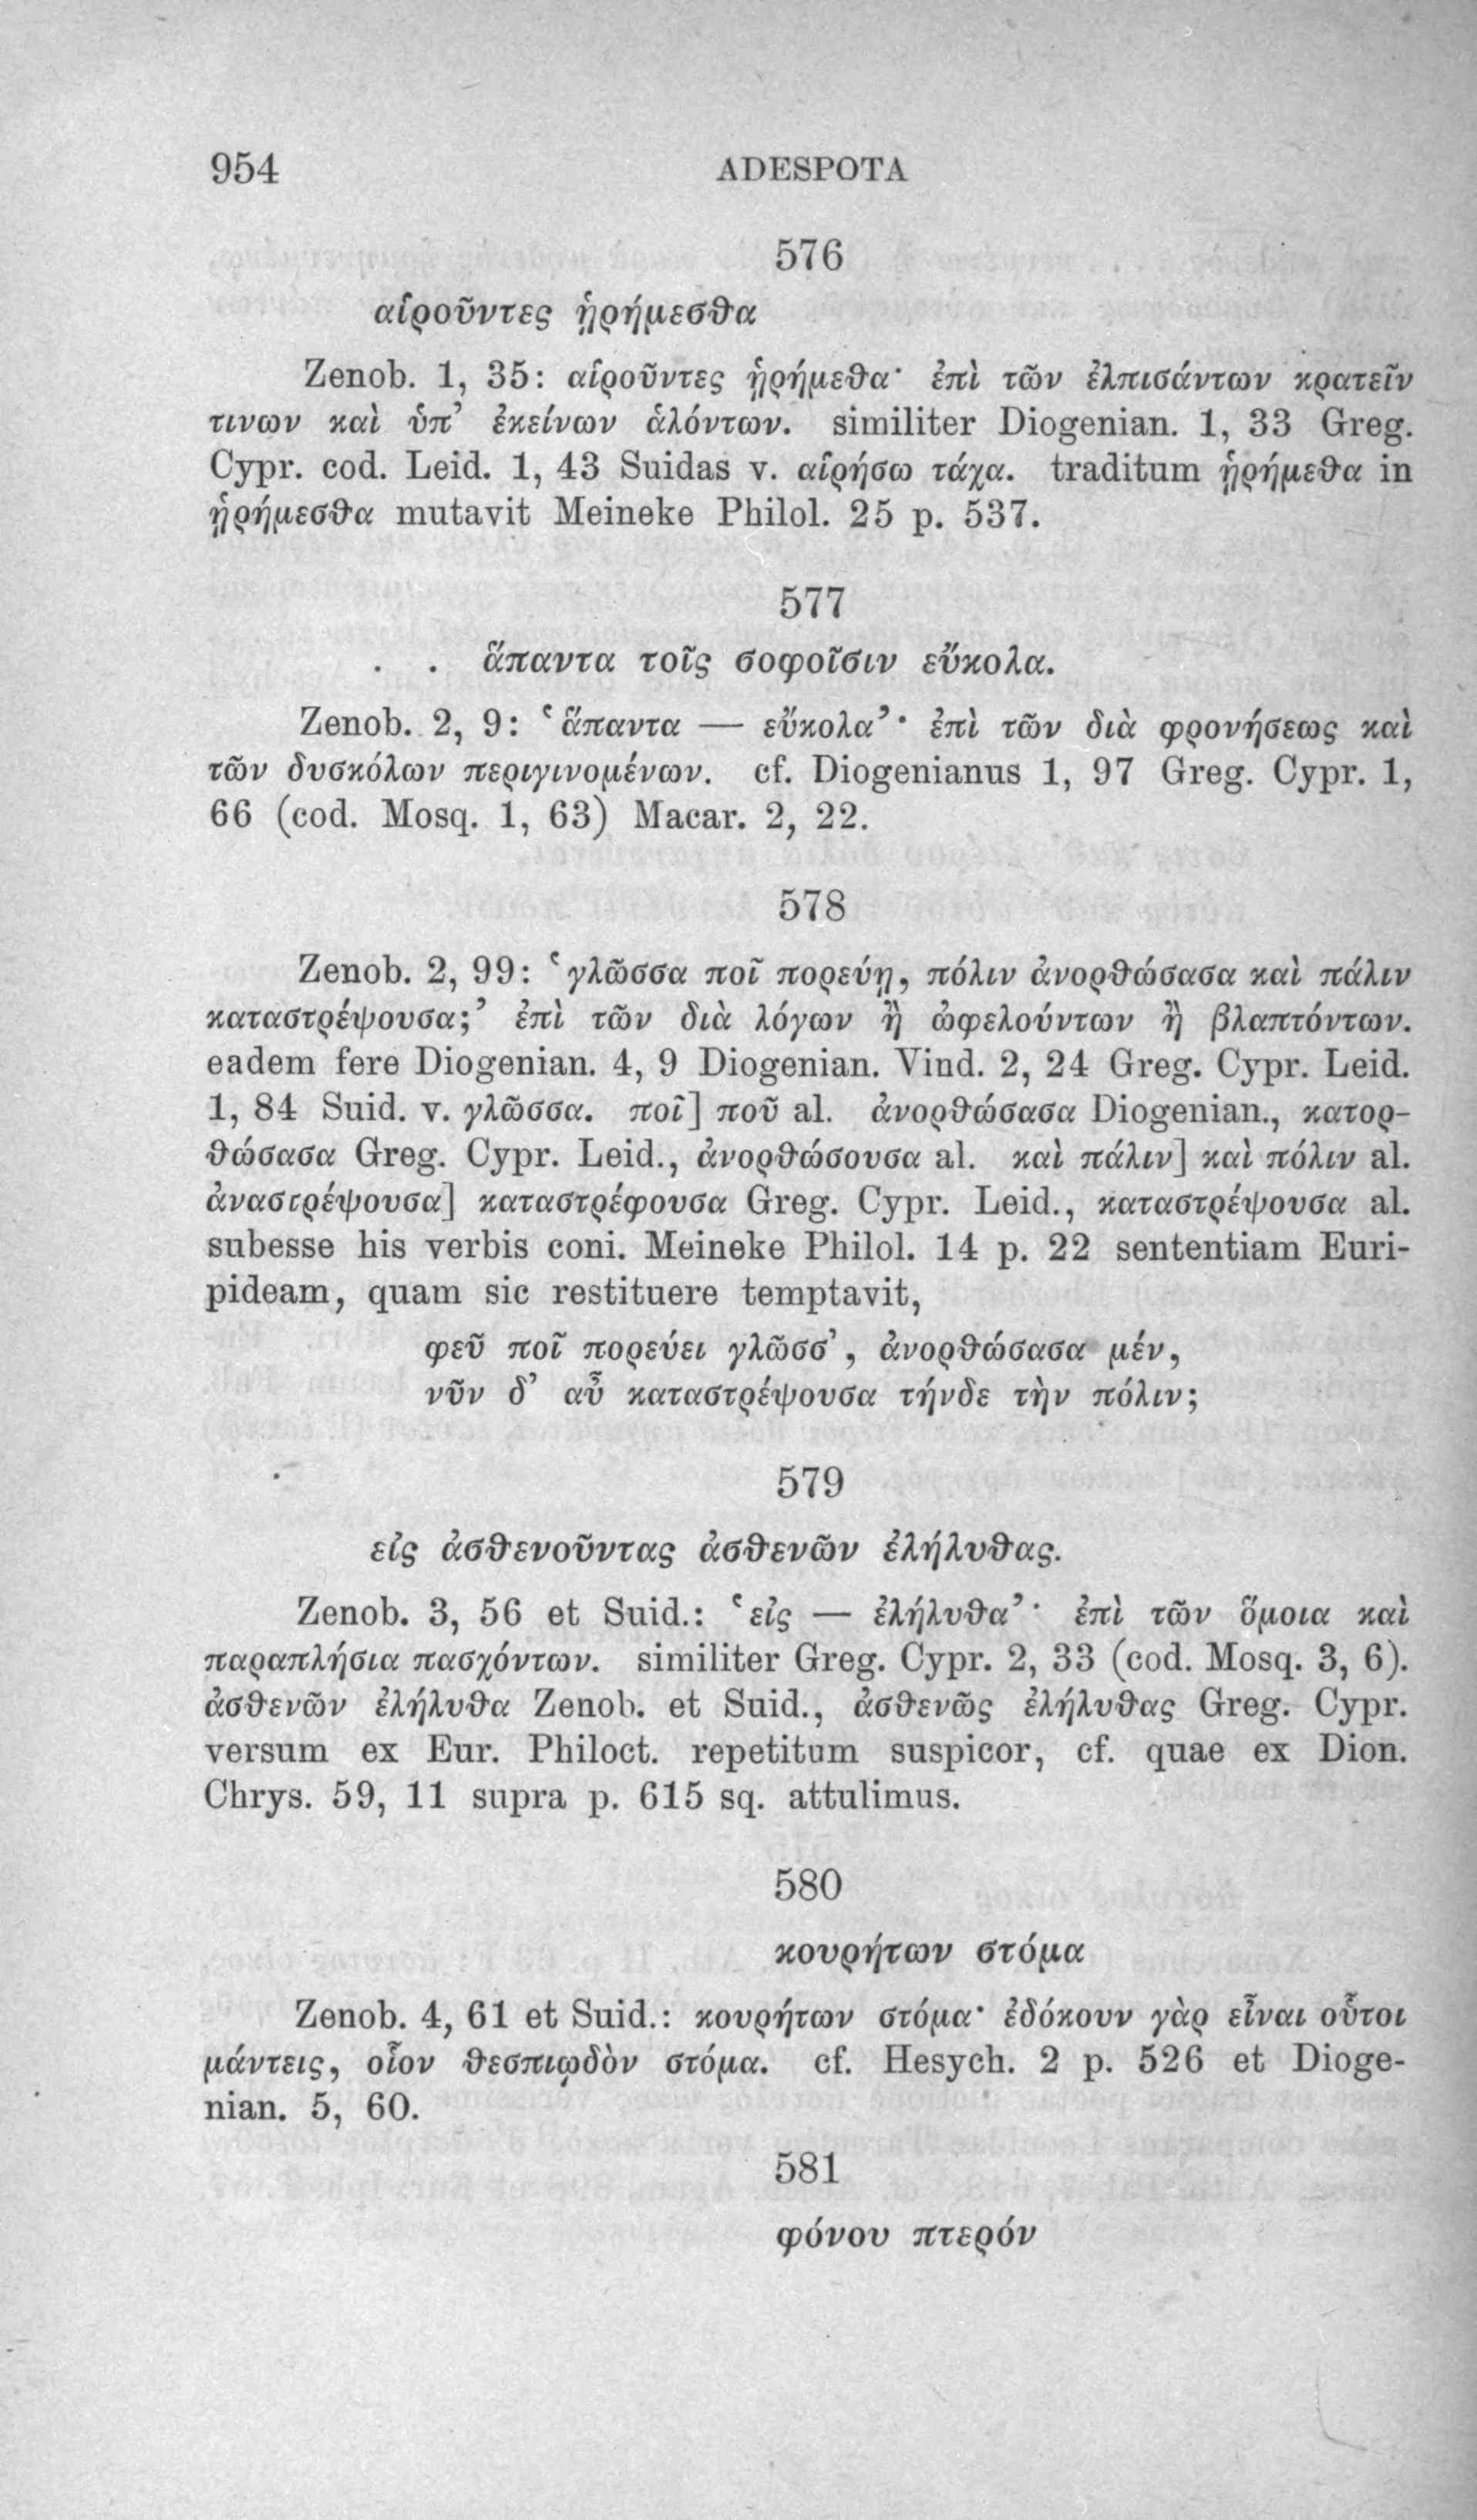 954 ADESPOTA
576
αἱροῦντες ᾑρήμεσθα
Zenob. 1, 35: αἱροῦντες ᾑρήμεθα· ἐπὶ τῶν ἐλπισάντων κρατεῖν
τινων καὶ ὑπ’ ἐκείνων ἁλόντων. similiter Diogenian. 1, 33 Greg.
Cypr. cod. Leid. 1, 43 Suidas v. αἱρήσω τάχα. traditum ᾑρήμεθα in
ᾑρήμεσθα mutavit Meineke Philol. 25 p. 537.
577
. . ἅπαντα τοῖς σοφοῖσιν εὔκολα.
Zenob. 2, 9: ‘ἅπαντα — εὔκολα’· ἐπὶ τῶν διὰ φρονήσεως καὶ
τῶν δυσκόλων περιγινομένων. cf. Diogenianus 1, 97 Greg. Cypr. 1,
66 (cod. Mosq. 1, 63) Macar. 2, 22.
578
Zenob. 2, 99: ‘γλῶσσα ποῖ πορεύῃ, πόλιν ἀνορθώσασα καὶ πάλιν
καταστρέψουσα;’ ἐπὶ τῶν διὰ λόγων ἢ ὠφελούντων ἢ βλαπτόντων.
eadem fere Diogenian. 4, 9 Diogenian. Vind. 2, 24 Greg. Cypr. Leid.
1, 84 Suid. v. γλῶσσα. ποῖ] ποῦ al. ἀνορθώσασα Diogenian., κατορ-
θώσασα Greg. Cypr. Leid., ἀνορθώσουσα al. καὶ πάλιν] καὶ πόλιν al.
ἀναστρέψουσα] καταστρέφουσα Greg. Cypr. Leid., καταστρέψουσα al.
subesse his verbis coni. Meineke Philol. 14 p. 22 sententiam Euri-
pideam, quam sic restituere temptavit,
φεῦ ποῖ πορεύει γλῶσσ’, ἀνορθώσασα μέν,
νῦν δ’ αὖ καταστρέψουσα τήνδε τὴν πόλιν;
579
εἰς ἀσθενοῦντας ἀσθενῶν ἐλήλυθας.
Zenob. 3, 56 et Suid.: ‘εἰς — ἐλήλυθα’· ἐπὶ τῶν ὅμοια καὶ
παραπλήσια πασχόντων. similiter Greg. Cypr. 2, 33 (cod. Mosq. 3, 6).
ἀσθενῶν ἐλήλυθα Zenob. et Suid., ἀσθενῶς ἐλήλυθας Greg. Cypr.
versum ex Eur. Philoct. repetitum suspicor, cf. quae ex Dion.
Chrys. 59, 11 supra p. 615 sq. attulimus.
580
κουρήτων στόμα
Zenob. 4, 61 et Suid.: κουρήτων στόμα· ἐδόκουν γὰρ εἶναι οὗτοι
μάντεις, οἷον θεσπιῳδὸν στόμα. cf. Hesych. 2 p. 526 et Dioge-
nian. 5, 60.
581
φόνου πτερόν